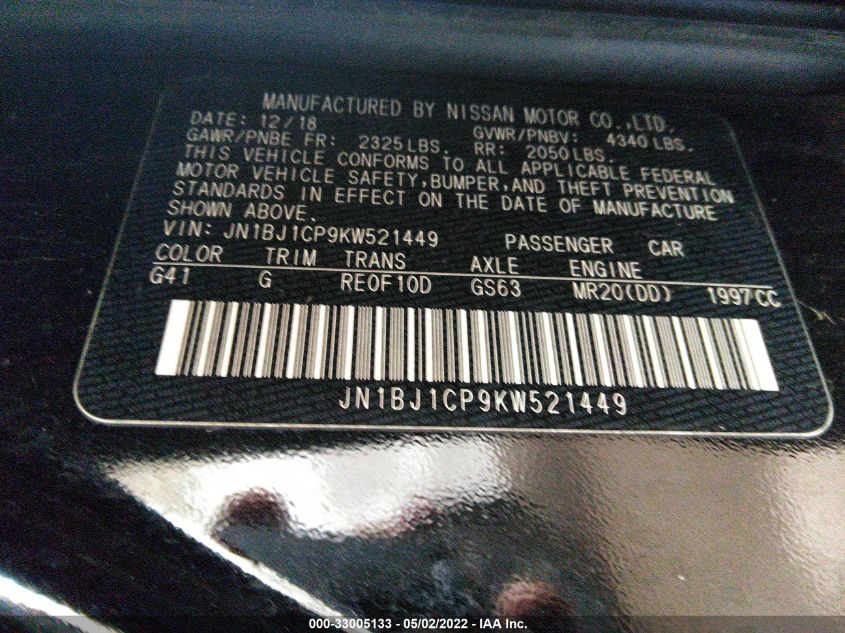 MANUFACTURED BY NISSAN MOTOR CO.,LTD.
DATE: 12/18 GVWR/PNBV: 4340 LBS.
GAWR/PNBE FR: 2325 LBS. RR: 2050 LBS.
THIS VEHICLE CONFORMS TO ALL APPLICABLE FEDERAL
MOTOR VEHICLE SAFETY,BUMPER,AND THEFT PREVENTION
STANDARDS IN EFFECT ON THE DATE OF MANUFACTURE
SHOWN ABOVE.
VIN: JN1BJ1CP9KW521449 PASSENGER CAR
COLOR TRIM TRANS AXLE ENGINE
G41 G RE0F10D GS63 MR20(DD) 1997CC
JN1BJ1CP9KW521449
000-33005133 - 05/02/2022 - IAA Inc.